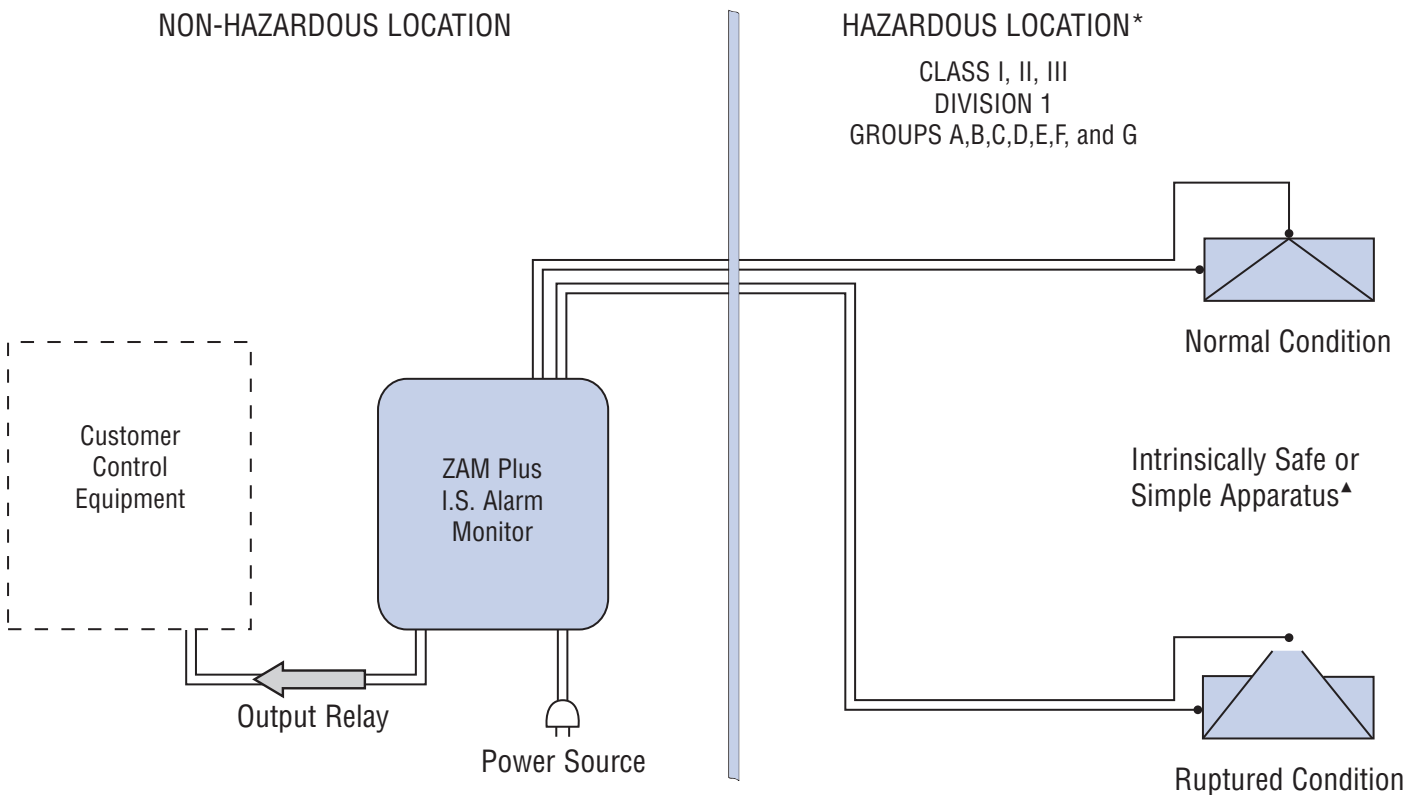 NON-HAZARDOUS LOCATION
HAZARDOUS LOCATION*
CLASS I, II, III
DIVISION 1
GROUPS A,B,C,D,E,F, and G
Normal Condition
Customer
Control
Equipment
ZAM Plus
I.S. Alarm
Monitor
Intrinsically Safe or
Simple Apparatus▲
Output Relay
Power Source
Ruptured Condition